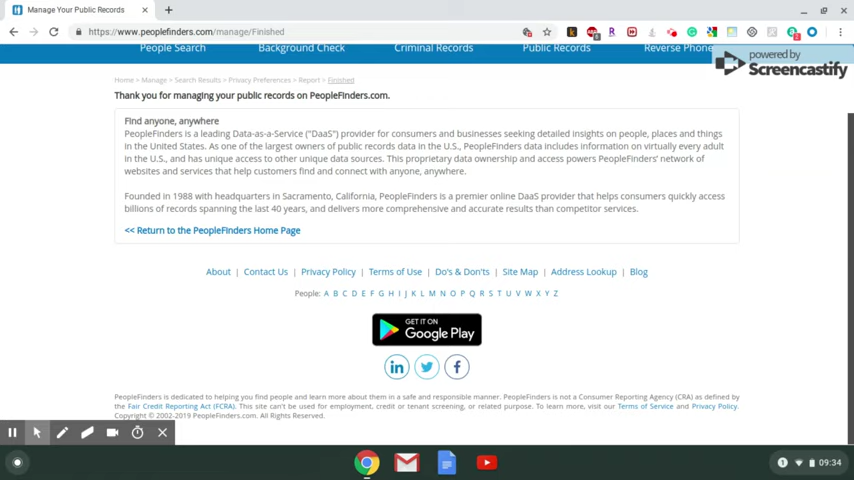 Manage Your Public Records
https://www.peoplefinders.com/manage/Finished
People Search Background Check Criminal Records Public Records Reverse Phone
powered by
Screencastify
Home > Manage > Search Results > Privacy Preferences > Report > Finished
Thank you for managing your public records on PeopleFinders.com.
Find anyone, anywhere
PeopleFinders is a leading Data-as-a-Service ("DaaS") provider for consumers and businesses seeking detailed insights on people, places and things
in the United States. As one of the largest owners of public records data in the U.S., PeopleFinders data includes information on virtually every adult
in the U.S., and has unique access to other unique data sources. This proprietary data ownership and access powers PeopleFinders' network of
websites and services that help customers find and connect with anyone, anywhere.
Founded in 1988 with headquarters in Sacramento, California, PeopleFinders is a premier online DaaS provider that helps consumers quickly access
billions of records spanning the last 40 years, and delivers more comprehensive and accurate results than competitor services.
<< Return to the PeopleFinders Home Page
About | Contact Us | Privacy Policy | Terms of Use | Do's & Don'ts | Site Map | Address Lookup | Blog
People: A B C D E F G H I J K L M N O P Q R S T U V W X Y Z
GET IT ON
Google Play
PeopleFinders is dedicated to helping you find people and learn more about them in a safe and responsible manner. PeopleFinders is not a Consumer Reporting Agency (CRA) as defined by
the Fair Credit Reporting Act (FCRA). This site can't be used for employment, credit or tenant screening, or related purpose. To learn more, visit our Terms of Service and Privacy Policy.
Copyright © 2002-2019 PeopleFinders.com. All Rights Reserved.
1 09:34